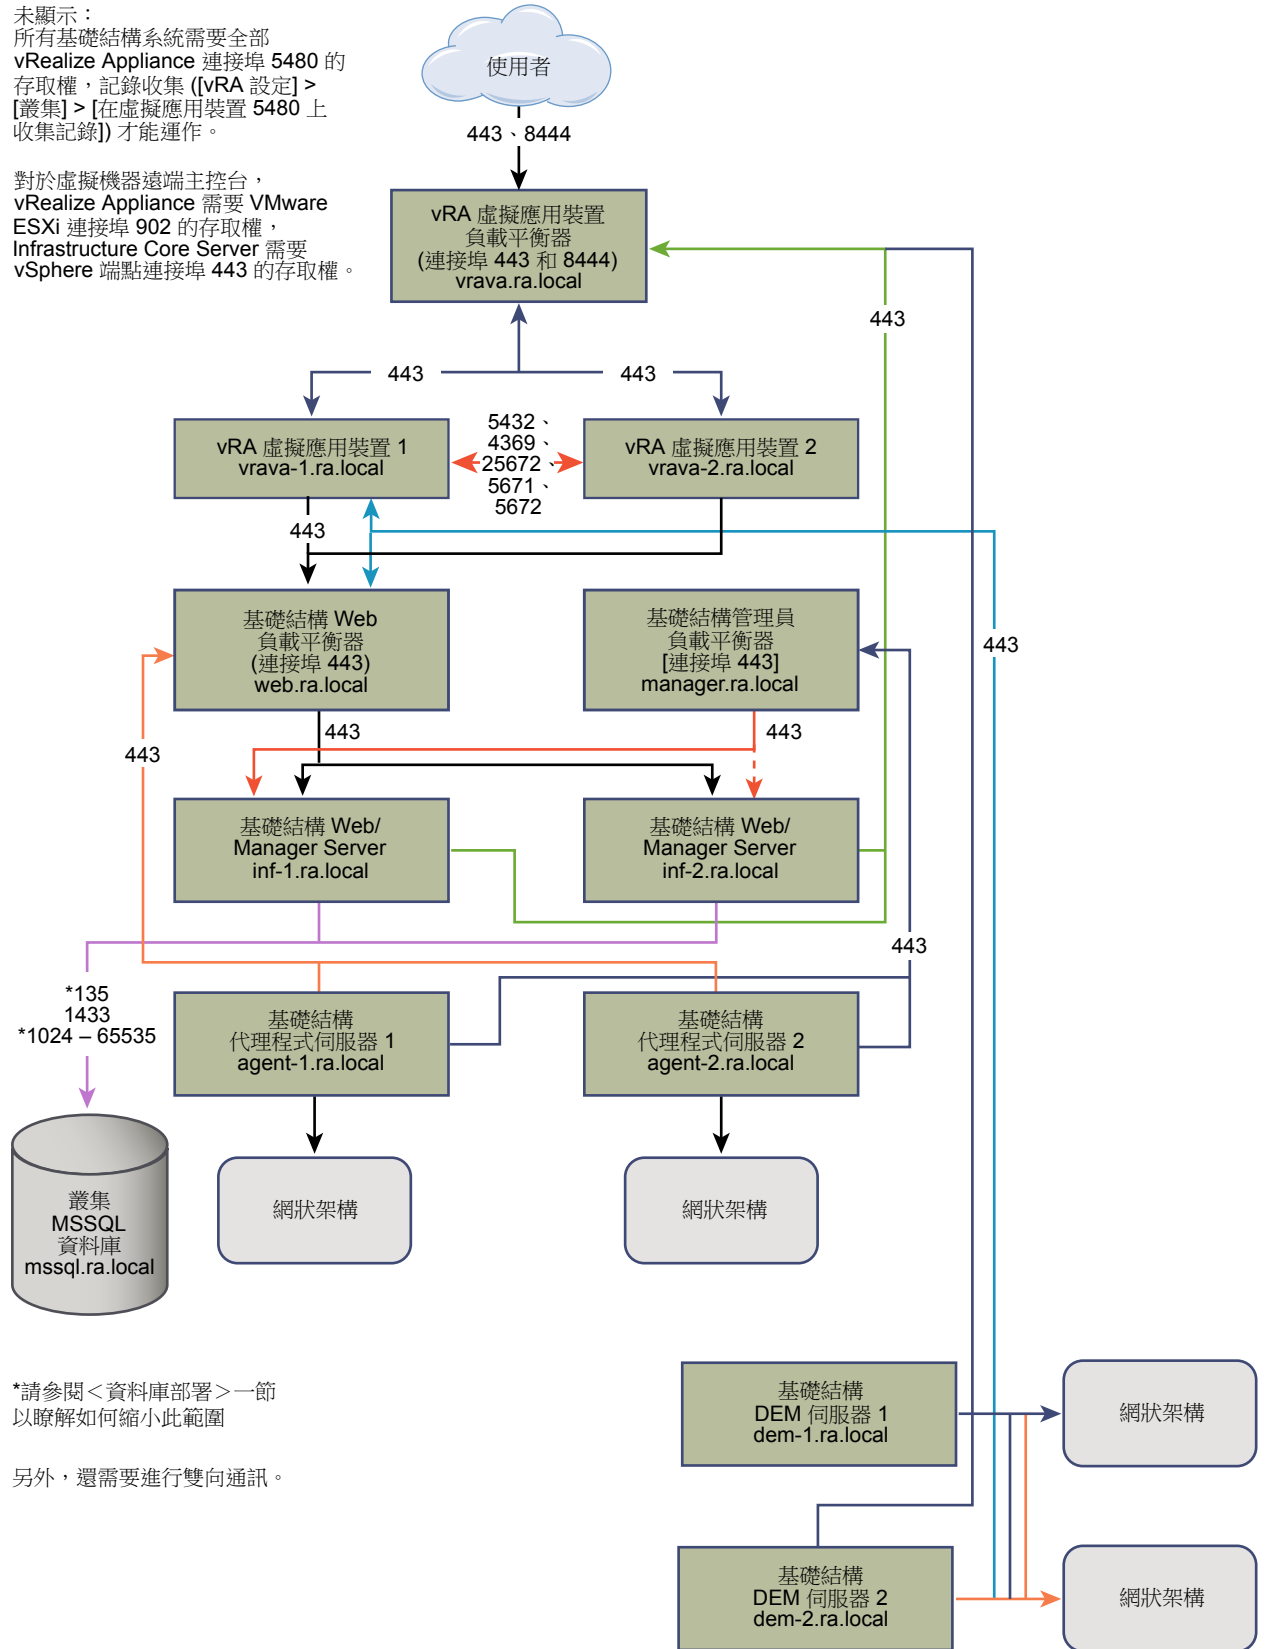 未顯示：
所有基礎結構系統需要全部
vRealize Appliance 連接埠 5480 的
存取權，記錄收集 ([vRA 設定] >
[叢集] > [在虛擬應用裝置 5480 上
收集記錄]) 才能運作。
對於虛擬機器遠端主控台，
vRealize Appliance 需要 VMware
ESXi 連接埠 902 的存取權，
Infrastructure Core Server 需要
vSphere 端點連接埠 443 的存取權。
使用者
443、8444
vRA 虛擬應用裝置
負載平衡器
(連接埠 443 和 8444)
vrava.ra.local
443
443
443
vRA 虛擬應用裝置 1
vrava-1.ra.local
5432、
4369、
25672、
5671、
5672
vRA 虛擬應用裝置 2
vrava-2.ra.local
443
基礎結構 Web
負載平衡器
(連接埠 443)
web.ra.local
基礎結構管理員
負載平衡器
[連接埠 443]
manager.ra.local
443
443
443
443
基礎結構 Web/
Manager Server
inf-1.ra.local
基礎結構 Web/
Manager Server
inf-2.ra.local
443
*135
1433
*1024 – 65535
基礎結構
代理程式伺服器 1
agent-1.ra.local
基礎結構
代理程式伺服器 2
agent-2.ra.local
叢集
MSSQL
資料庫
mssql.ra.local
網狀架構
網狀架構
*請參閱＜資料庫部署＞一節
以瞭解如何縮小此範圍
另外，還需要進行雙向通訊。
基礎結構
DEM 伺服器 1
dem-1.ra.local
網狀架構
基礎結構
DEM 伺服器 2
dem-2.ra.local
網狀架構